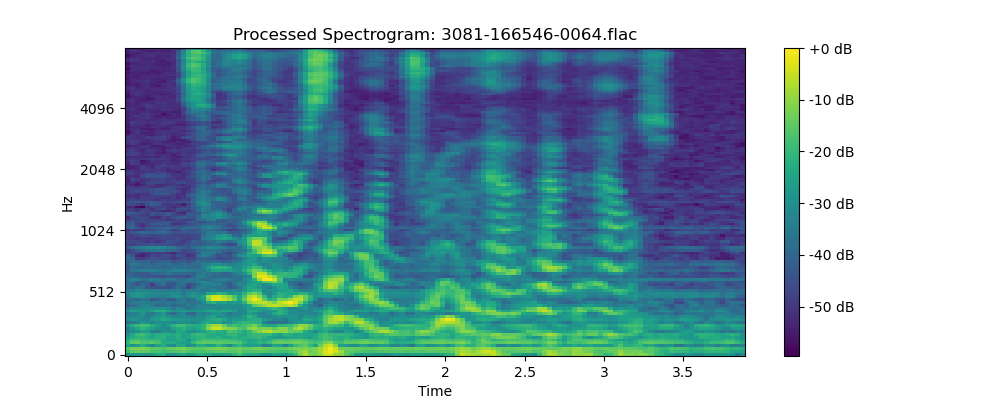 Processed Spectrogram: 3081-166546-0064.flac
Hz
4096
2048
1024
512
0
0 0.5 1 1.5 2 2.5 3 3.5
Time
+0 dB
-10 dB
-20 dB
-30 dB
-40 dB
-50 dB